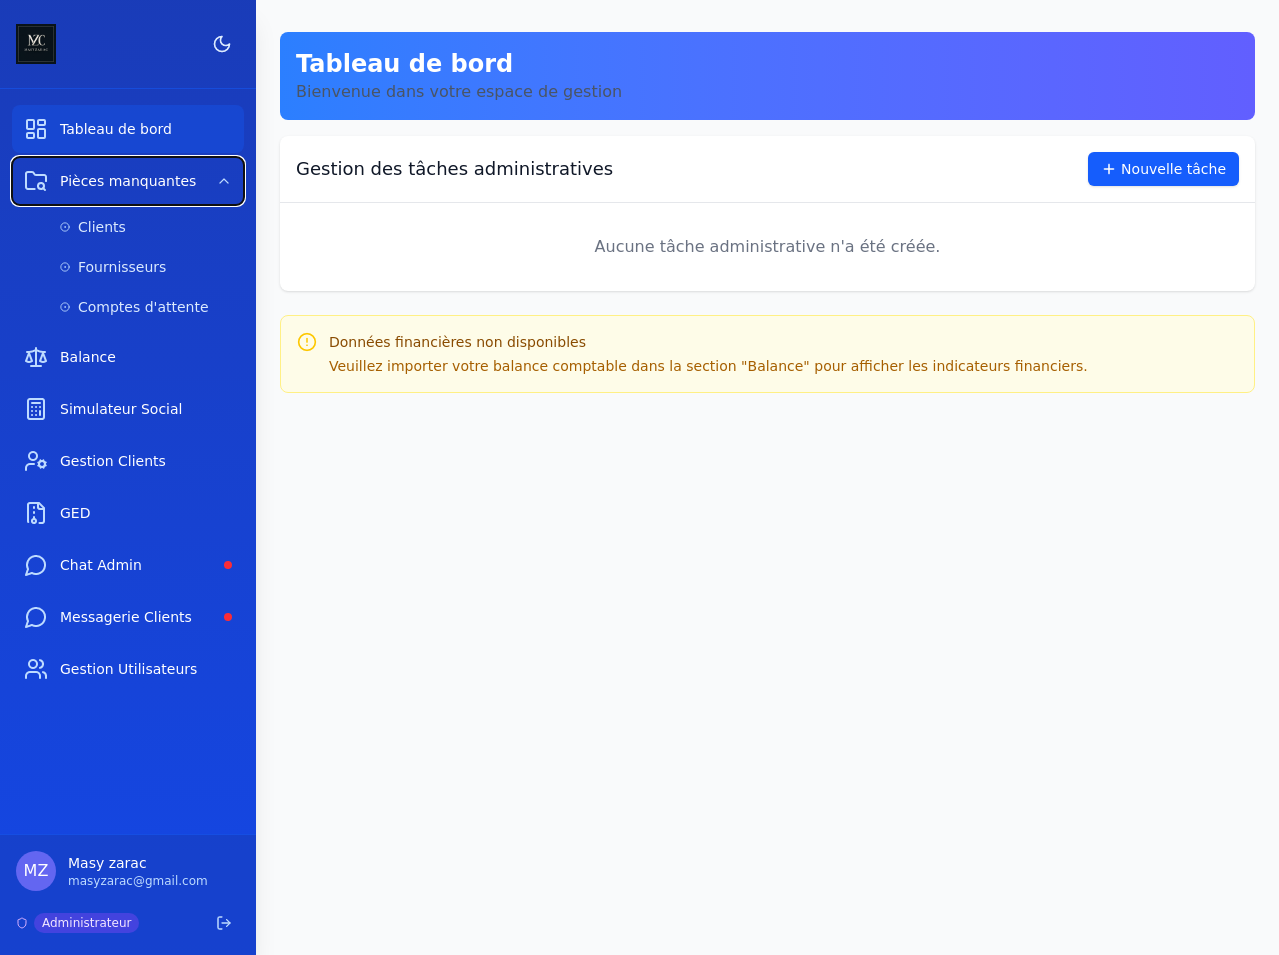 MZC
Tableau de bord
Pièces manquantes
Clients
Fournisseurs
Comptes d'attente
Balance
Simulateur Social
Gestion Clients
GED
Chat Admin
Messagerie Clients
Gestion Utilisateurs
MZ
Masy zarac
masyzarac@gmail.com
Administrateur
Tableau de bord
Bienvenue dans votre espace de gestion
Gestion des tâches administratives
Nouvelle tâche
Aucune tâche administrative n'a été créée.
Données financières non disponibles
Veuillez importer votre balance comptable dans la section "Balance" pour afficher les indicateurs financiers.